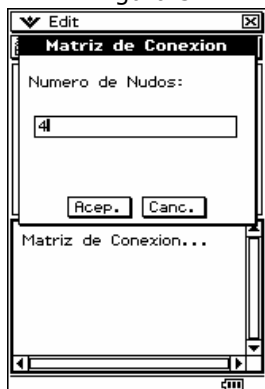 Edit
Matriz de Conexion
Numero de Nudos:
4
Acep. Canc.
Matriz de Conexion...